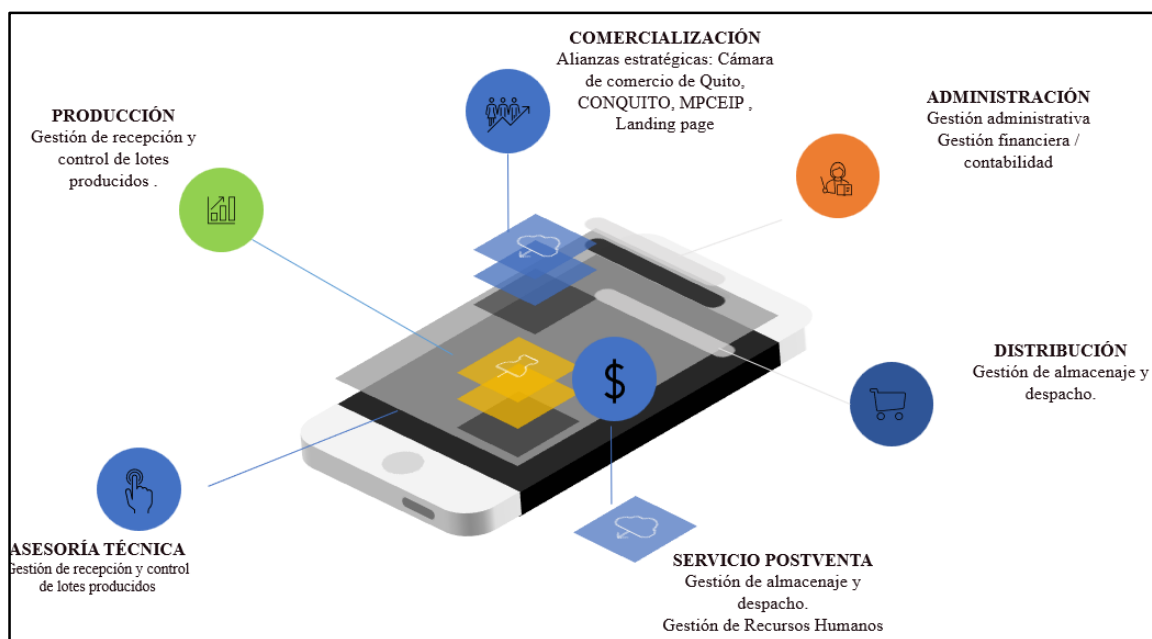 COMERCIALIZACIÓN
Alianzas estratégicas: Cámara
de comercio de Quito,
CONQUITO, MPCEIP ,
Landing page
PRODUCCIÓN
Gestión de recepción y
control de lotes
producidos .
ADMINISTRACIÓN
Gestión administrativa
Gestión financiera /
contabilidad
DISTRIBUCIÓN
Gestión de almacenaje y
despacho.
$
ASESORÍA TÉCNICA
Gestión de recepción y control
de lotes producidos
SERVICIO POSTVENTA
Gestión de almacenaje y
despacho.
Gestión de Recursos Humanos